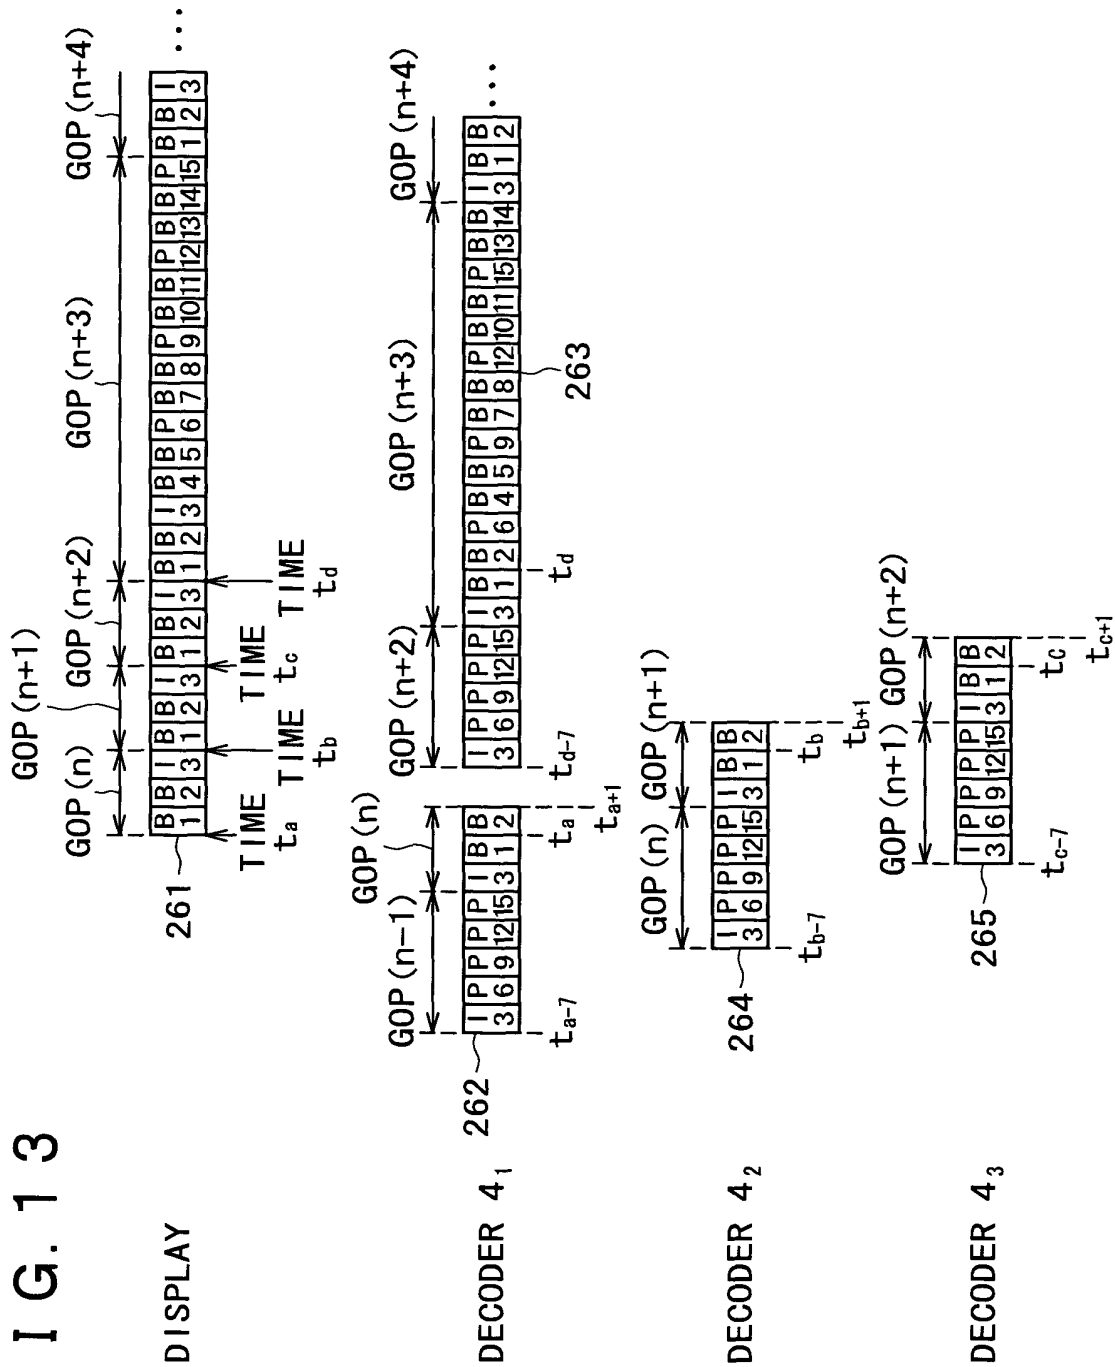 I G. 1 3
DISPLAY
GOP(n+1)
GOP(n) GOP(n+2) GOP(n+3) GOP(n+4)
B B I B B I B B I B B I B B P B B P B B P B B P B B I ...
1 2 3 1 2 3 1 2 3 1 2 3 4 5 6 7 8 9 10 11 12 13 14 15 1 2 3
261
TIME ta
TIME tb
TIME tc
TIME td
DECODER 41
GOP(n-1) GOP(n) GOP(n+2) GOP(n+3) GOP(n+4)
I P P P P I B B
3 6 9 12 15 3 1 2
262
ta-7
ta
ta+1
I P P P P I B B P B B P B B P B B P B B I B B ...
3 6 9 12 15 3 1 2 6 4 5 9 7 8 12 10 11 15 13 14 3 1 2
263
td-7
td
DECODER 42
GOP(n) GOP(n+1)
I P P P P I B B
3 6 9 12 15 3 1 2
264
tb-7
tb
tb+1
DECODER 43
GOP(n+1) GOP(n+2)
I P P P P I B B
3 6 9 12 15 3 1 2
265
tc-7
tc
tc+1